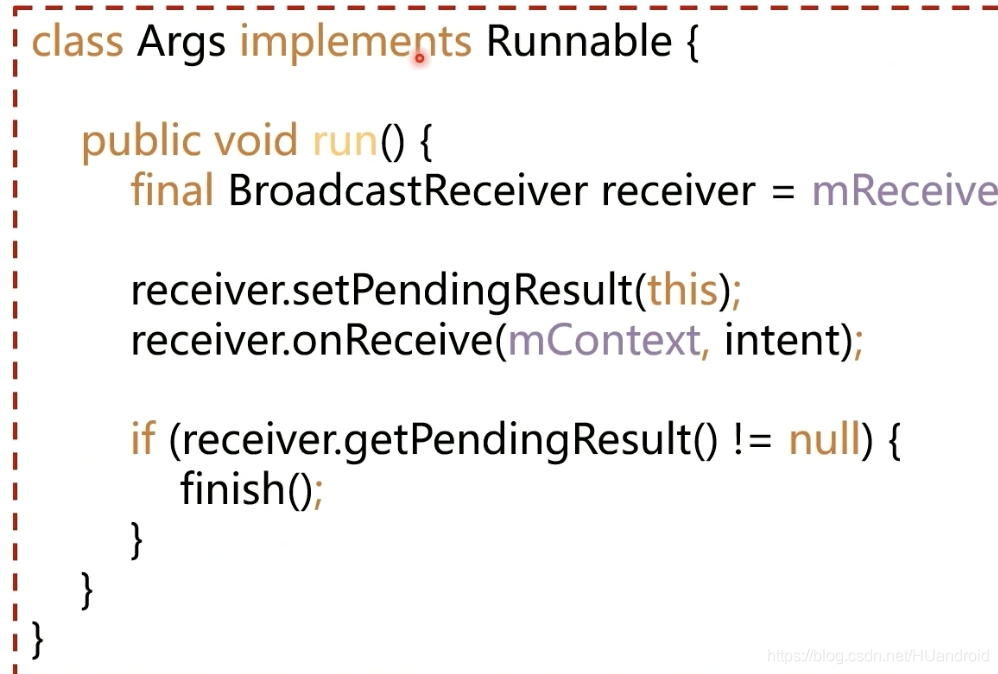 class Args implements Runnable {
public void run() {
final BroadcastReceiver receiver = mReceive
receiver.setPendingResult(this);
receiver.onReceive(mContext, intent);
if (receiver.getPendingResult() != null) {
finish();
}
}
}
https://blog.csdn.net/HUandroid